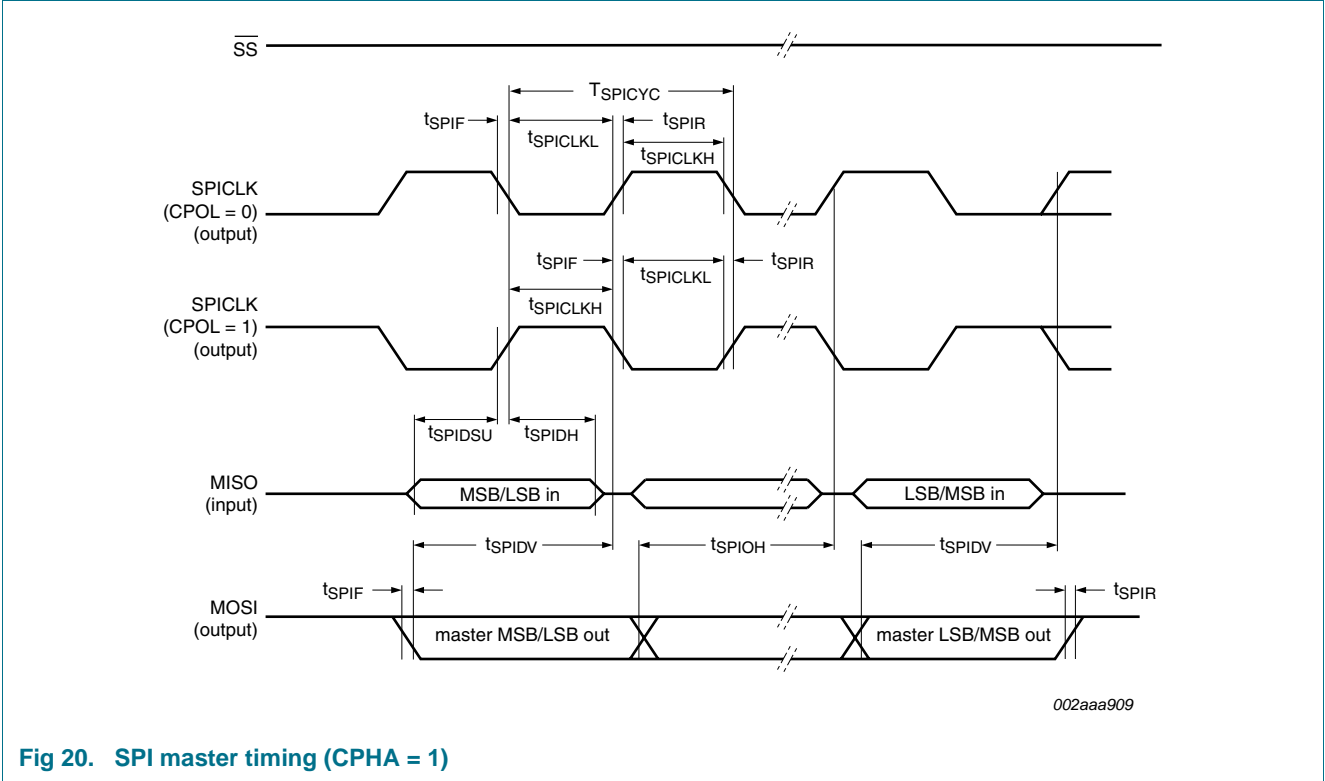 SS
TSPICYC
tSPIF
tSPICLKL
tSPIR
tSPICLKH
SPICLK
(CPOL = 0)
(output)
tSPIF
tSPICLKL
tSPIR
tSPICLKH
SPICLK
(CPOL = 1)
(output)
tSPIDSU
tSPIDH
MISO
(input)
MSB/LSB in
LSB/MSB in
tSPIDV
tSPIOH
tSPIDV
tSPIF
tSPIR
MOSI
(output)
master MSB/LSB out
master LSB/MSB out
002aaa909
Fig 20. SPI master timing (CPHA = 1)